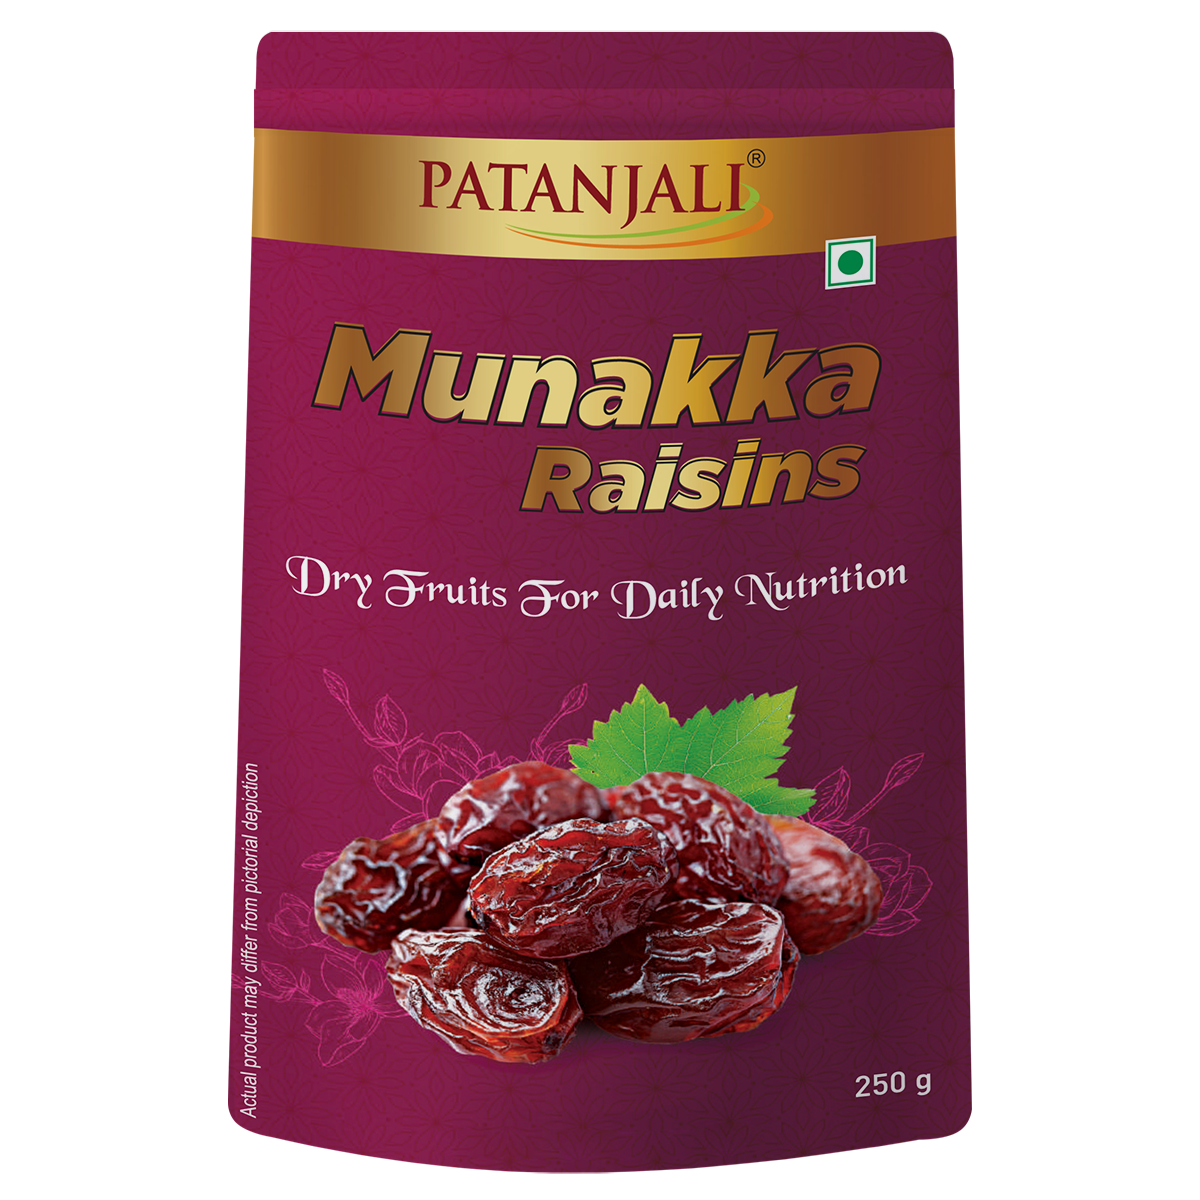 PATANJALI®
Munakka
Raisins
Dry Fruits For Daily Nutrition
Actual product may differ from pictorial depiction
250 g